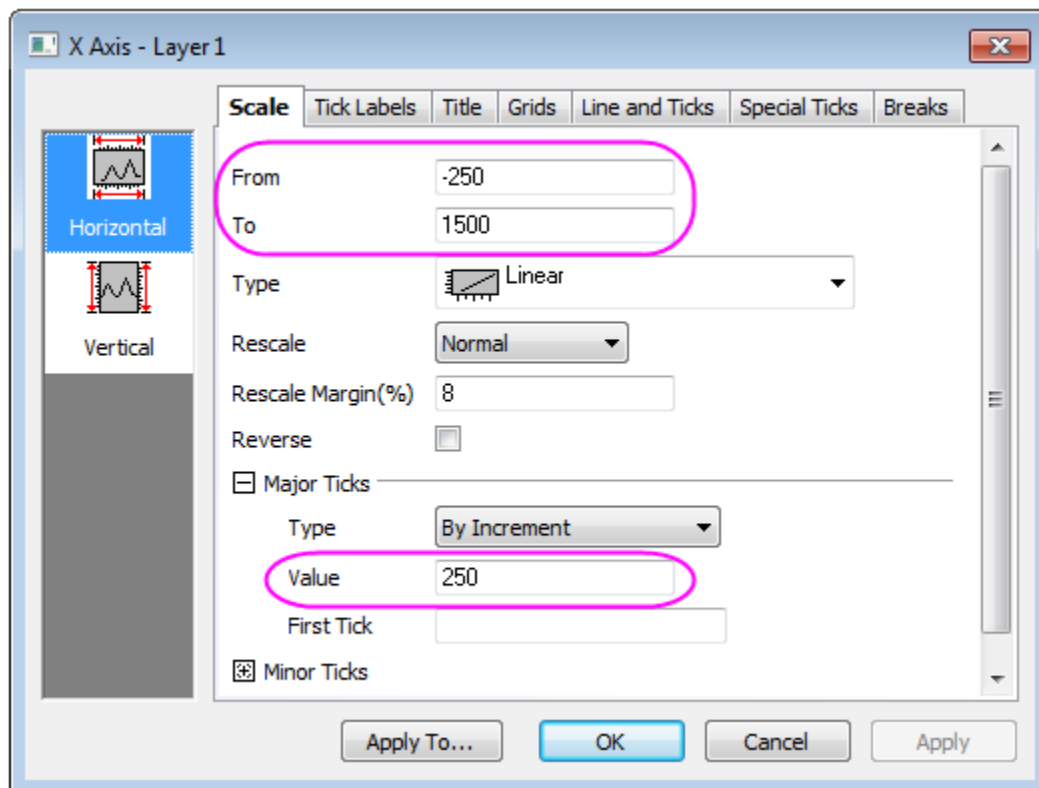 X Axis - Layer 1
Scale Tick Labels Title Grids Line and Ticks Special Ticks Breaks
Horizontal
Vertical
From -250
To 1500
Type Linear
Rescale Normal
Rescale Margin(%) 8
Reverse
Major Ticks
Type By Increment
Value 250
First Tick
Minor Ticks
Apply To... OK Cancel Apply